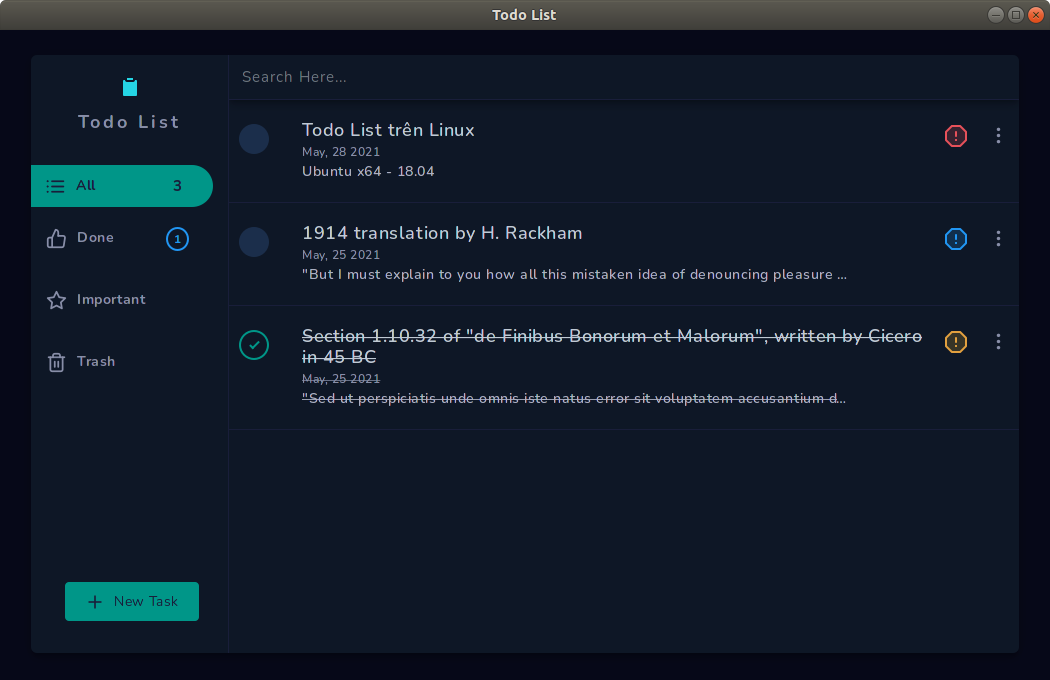 Todo List
Todo List
All 3
Done 1
Important
Trash
New Task
Search Here...
Todo List trên Linux
May, 28 2021
Ubuntu x64 - 18.04
1914 translation by H. Rackham
May, 25 2021
"But I must explain to you how all this mistaken idea of denouncing pleasure ...
Section 1.10.32 of "de Finibus Bonorum et Malorum", written by Cicero
in 45 BC
May, 25 2021
"Sed ut perspiciatis unde omnis iste natus error sit voluptatem accusantium d...